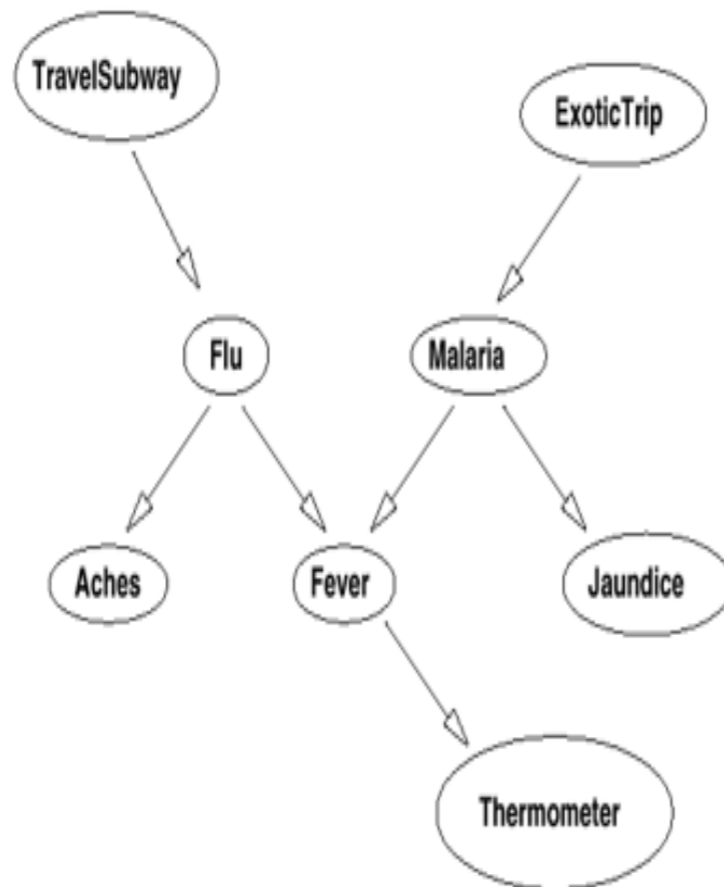 TravelSubway
ExoticTrip
Flu
Malaria
Aches
Fever
Jaundice
Thermometer